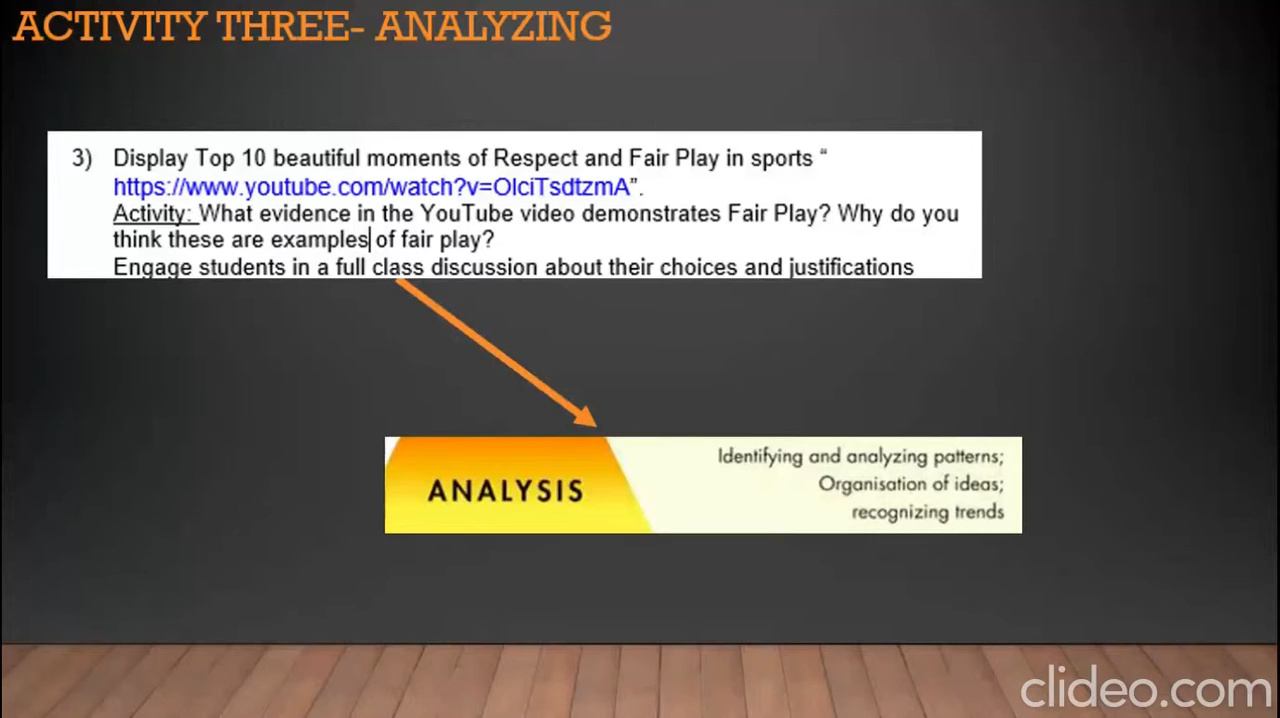 ACTIVITY THREE- ANALYZING
3) Display Top 10 beautiful moments of Respect and Fair Play in sports “
https://www.youtube.com/watch?v=OlciTsdtzmA”.
Activity: What evidence in the YouTube video demonstrates Fair Play? Why do you
think these are examples of fair play?
Engage students in a full class discussion about their choices and justifications
ANALYSIS
Identifying and analyzing patterns;
Organisation of ideas;
recognizing trends
clideo.com